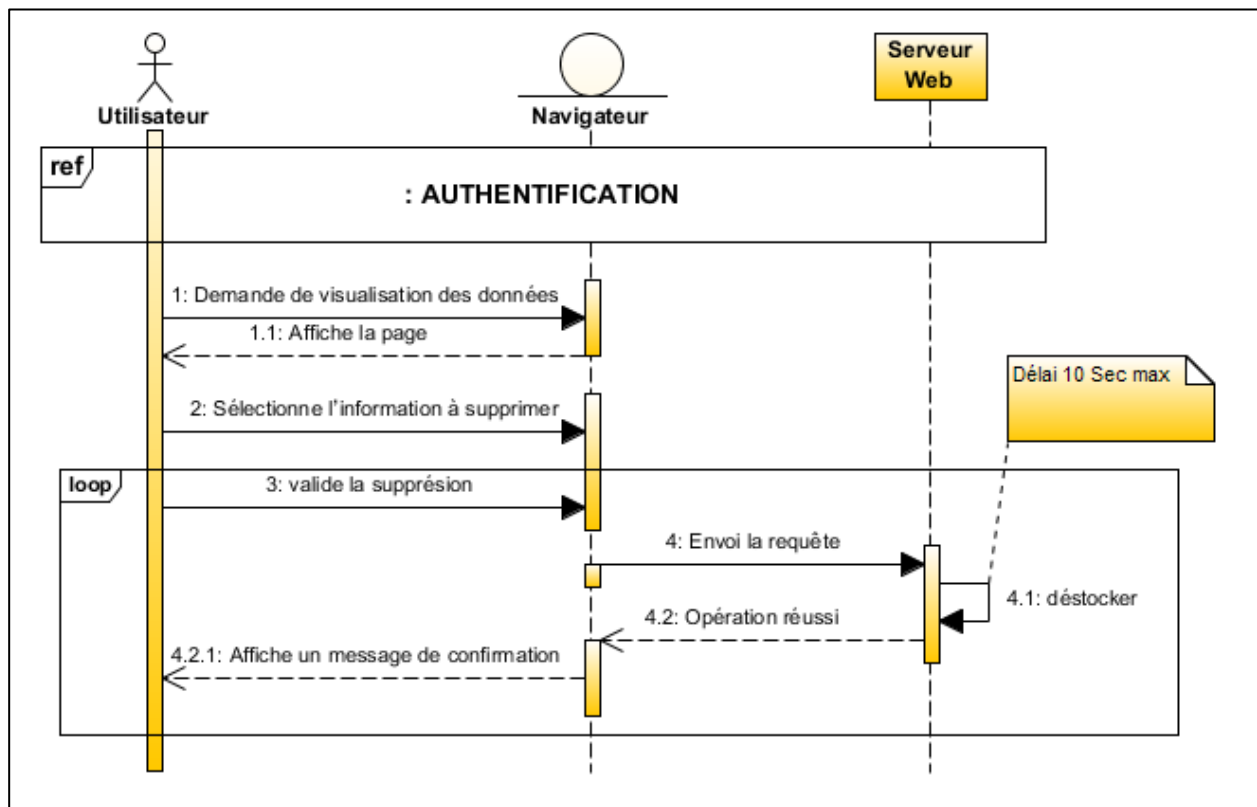 Utilisateur
Navigateur
Serveur
Web
ref
: AUTHENTIFICATION
1: Demande de visualisation des données
1.1: Affiche la page
Délai 10 Sec max
2: Sélectionne l'information à supprimer
loop
3: valide la supprésion
4: Envoi la requête
4.1: déstocker
4.2: Opération réussi
4.2.1: Affiche un message de confirmation